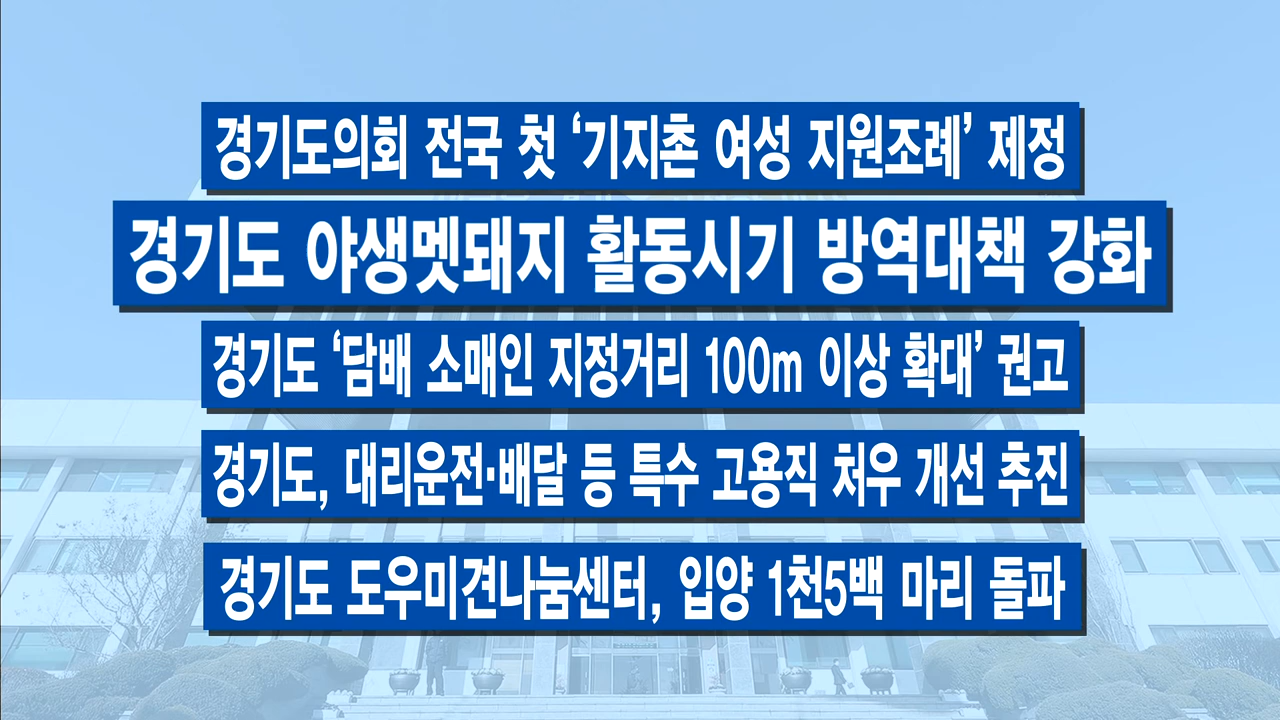 경기도의회 전국 첫 ‘기지촌 여성 지원조례’ 제정
경기도 야생멧돼지 활동시기 방역대책 강화
경기도 ‘담배 소매인 지정거리 100m 이상 확대’ 권고
경기도, 대리운전·배달 등 특수 고용직 처우 개선 추진
경기도 도우미견나눔센터, 입양 1천5백 마리 돌파